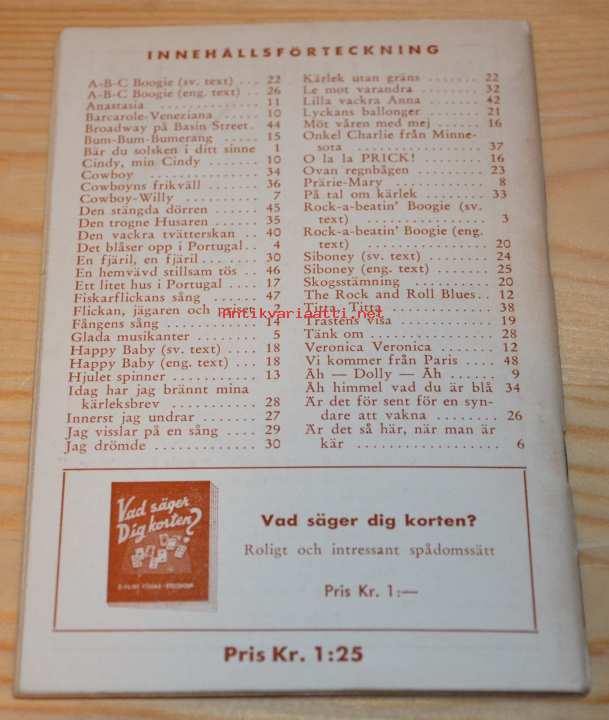 INNEHÅLLSFÖRTECKNING
A-B-C Boogie (sv. text) . . . 22
A-B-C Boogie (eng. text) . . 26
Anastasia .............. 11
Barcarole-Veneziana ...... 10
Broadway på Basin Street. 44
Bum-Bum-Bumerang ..... 15
Bär du solsken i ditt sinne 1
Cindy, min Cindy ........ 10
Cowboy ................ 34
Cowboyns frikväll ........ 36
Cowboy-Willy .......... 7
Den stängda dörren ...... 45
Den trogne Husaren ...... 35
Den vackra tvätterskan .. 40
Det blåser opp i Portugal . . 4
En fjäril, en fjäril ........ 30
En hemvävd stillsam tös .. 46
Ett litet hus i Portugal .... 17
Fiskarflickans sång ...... 47
Flickan, jägaren och 2
Fångens sång .......... 14
Glada musikanter ........ 5
Happy Baby (sv. text) .... 18
Happy Baby (eng. text) .. 18
Hjulet spinner .......... 13
Idag har jag brännt mina
kärleksbrev ............ 28
Innerst jag undrar ........ 27
Jag visslar på en sång .... 29
Jag drömde ............ 30
Kärlek utan gräns ........ 22
Le mot varandra ........ 32
Lilla vackra Anna ........ 42
Lyckans ballonger ........ 21
Möt våren med mej ...... 16
Onkel Charlie från Minne-
sota .................. 37
O la la PRICK! .......... 16
Ovan regnbågen ........ 23
Prärie-Mary ............ 8
På tal om kärlek ........ 33
Rock-a-beatin' Boogie (sv.
text) ................ 3
Rock-a-beatin' Boogie (eng.
text) ................ 20
Siboney (sv. text) ........ 24
Siboney (eng. text) ...... 25
Skogsstämning .......... 20
The Rock and Roll Blues. . 12
Titta, Titta ............ 38
Trastens visa .......... 19
Tänk om .............. 28
Veronica Veronica ...... 12
Vi kommer från Paris .... 48
Åh — Dolly — Åh ...... 9
Åh himmel vad du är blå 34
Är det för sent för en syn-
dare att vakna ........ 26
Är det så här, när man är
kär .................. 6
Antikvariaatti.net
Vad säger
Dig korten?
Vad säger dig korten?
Roligt och intressant spådomssätt
Pris Kr. 1:—
Pris Kr. 1:25